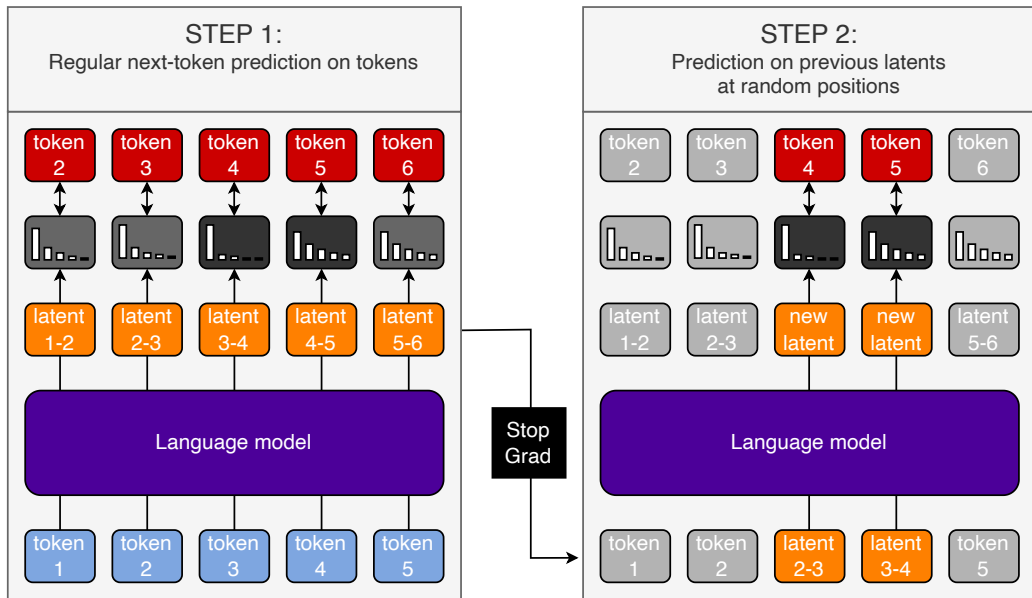 STEP 1:
Regular next-token prediction on tokens
token
2
token
3
token
4
token
5
token
6
latent
1-2
latent
2-3
latent
3-4
latent
4-5
latent
5-6
Language model
token
1
token
2
token
3
token
4
token
5
Stop
Grad
STEP 2:
Prediction on previous latents
at random positions
token
2
token
3
token
4
token
5
token
6
latent
1-2
latent
2-3
new
latent
new
latent
latent
5-6
Language model
token
1
token
2
latent
2-3
latent
3-4
token
5